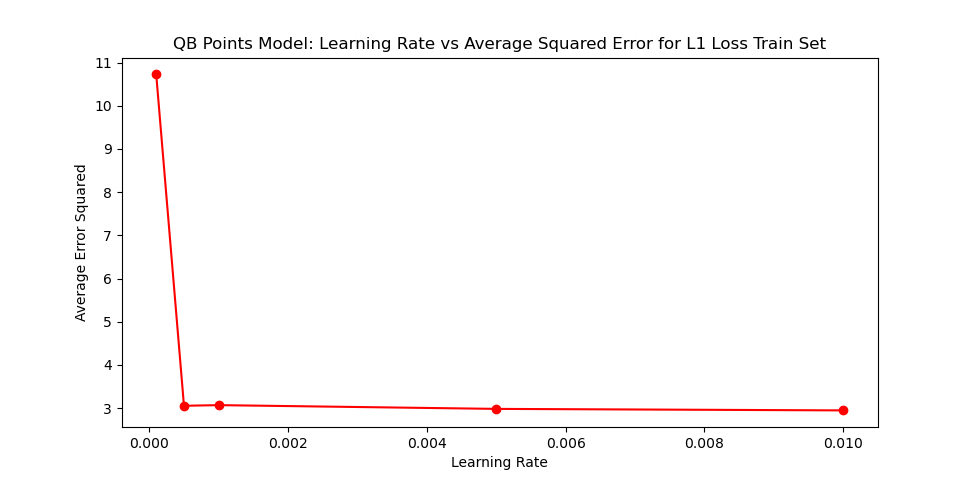 QB Points Model: Learning Rate vs Average Squared Error for L1 Loss Train Set
11
10
9
8
7
6
5
4
3
Average Error Squared
0.000 0.002 0.004 0.006 0.008 0.010
Learning Rate